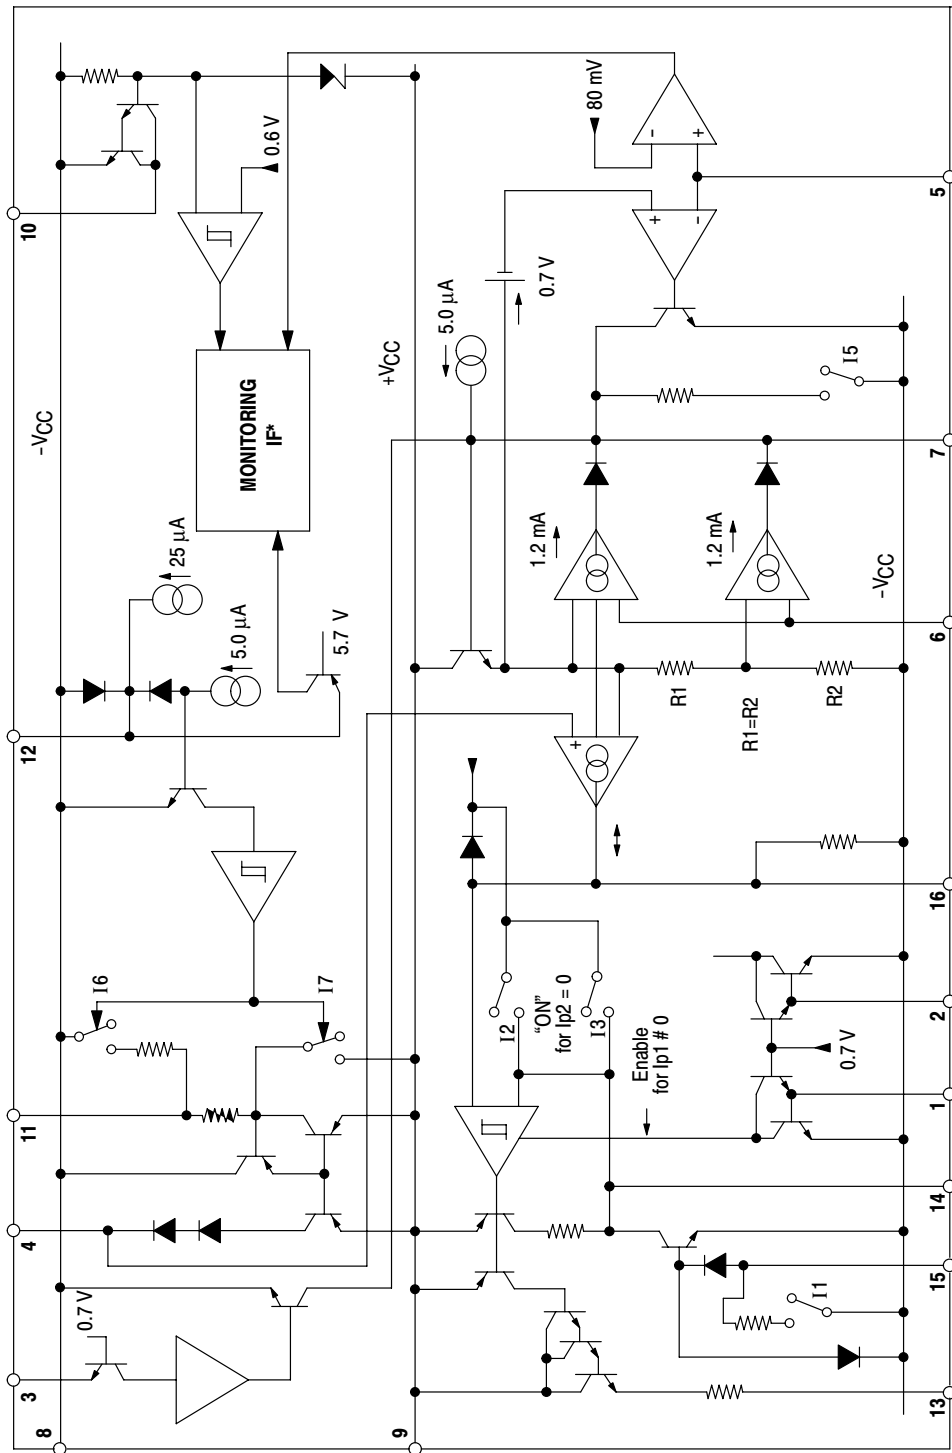 10
–VCC
0.6 V
MONITORING
IF*
25 µA
5.0 µA
5.7 V
12
I6
I7
11
4
0.7 V
3
8
80 mV
5
+VCC
5.0 µA
0.7 V
I5
7
1.2 mA
1.2 mA
–VCC
6
R1
R1=R2
R2
+
-
-
+
+
16
I2
"ON"
for Ip2 = 0
I3
Enable
for Ip1 # 0
2
0.7 V
1
14
15
I1
13
9